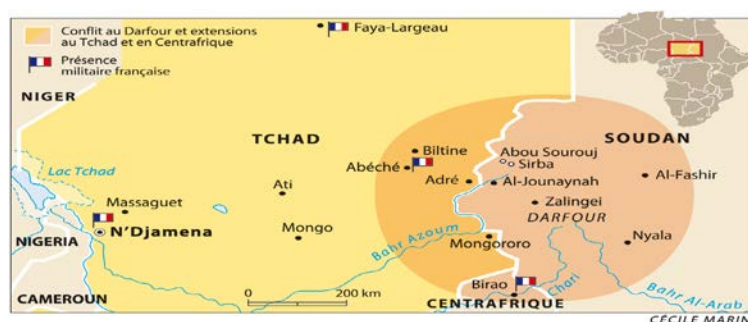 Conflit au Darfour et extensions
au Tchad et en Centrafrique
Présence
militaire française
Faya-Largeau
NIGER
TCHAD
SOUDAN
Biltine
Abou Sourouj
Sirba
Abéché
Lac Tchad
Adré
Al-Jounaynah
Al-Fashir
Ati
Massaguet
Zalingei
DARFOUR
N'Djamena
Mongo
Bahr Azoum
Mongororo
Nyala
NIGERIA
Birao
Chari
Bahr Al-Arab
CAMEROUN
0 200 km
CENTRAFRIQUE
CÉCILE MARIN